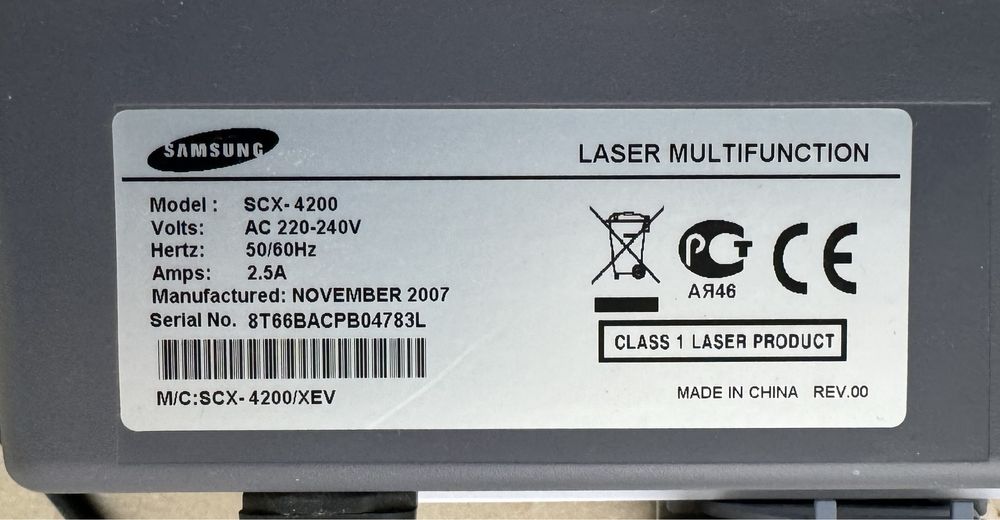 SAMSUNG
LASER MULTIFUNCTION
Model : SCX-4200
Volts: AC 220-240V
Hertz: 50/60Hz
Amps: 2.5A
Manufactured: NOVEMBER 2007
Serial No. 8T66BACPB04783L
M/C:SCX-4200/XEV
РСТ
АЯ46
CE
CLASS 1 LASER PRODUCT
MADE IN CHINA REV.00